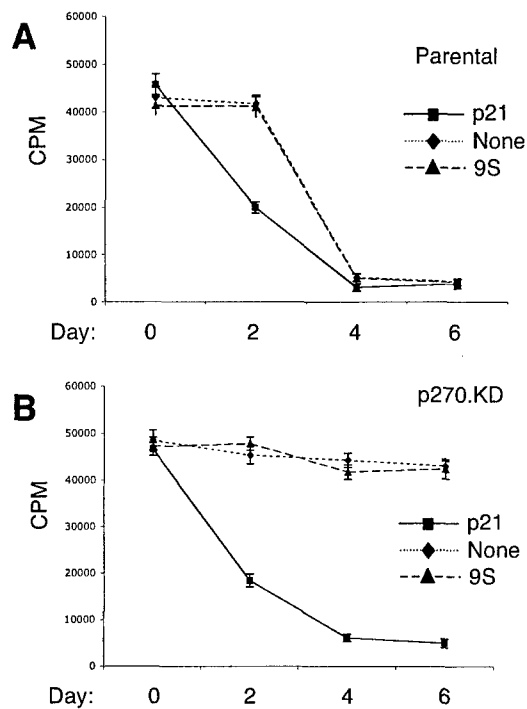 A
Parental
CPM
60000
50000
40000
30000
20000
10000
0
p21
None
9S
Day: 0 2 4 6
B
p270.KD
CPM
60000
50000
40000
30000
20000
10000
0
p21
None
9S
Day: 0 2 4 6